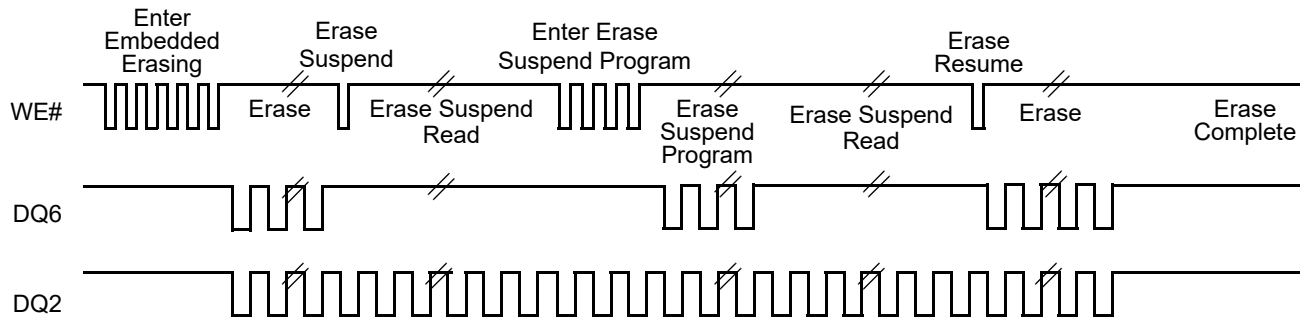 Enter
Embedded
Erasing
Erase
Suspend
Enter Erase
Suspend Program
Erase
Resume
WE#
Erase
Erase Suspend
Read
Erase
Suspend
Program
Erase Suspend
Read
Erase
Erase
Complete
DQ6
DQ2